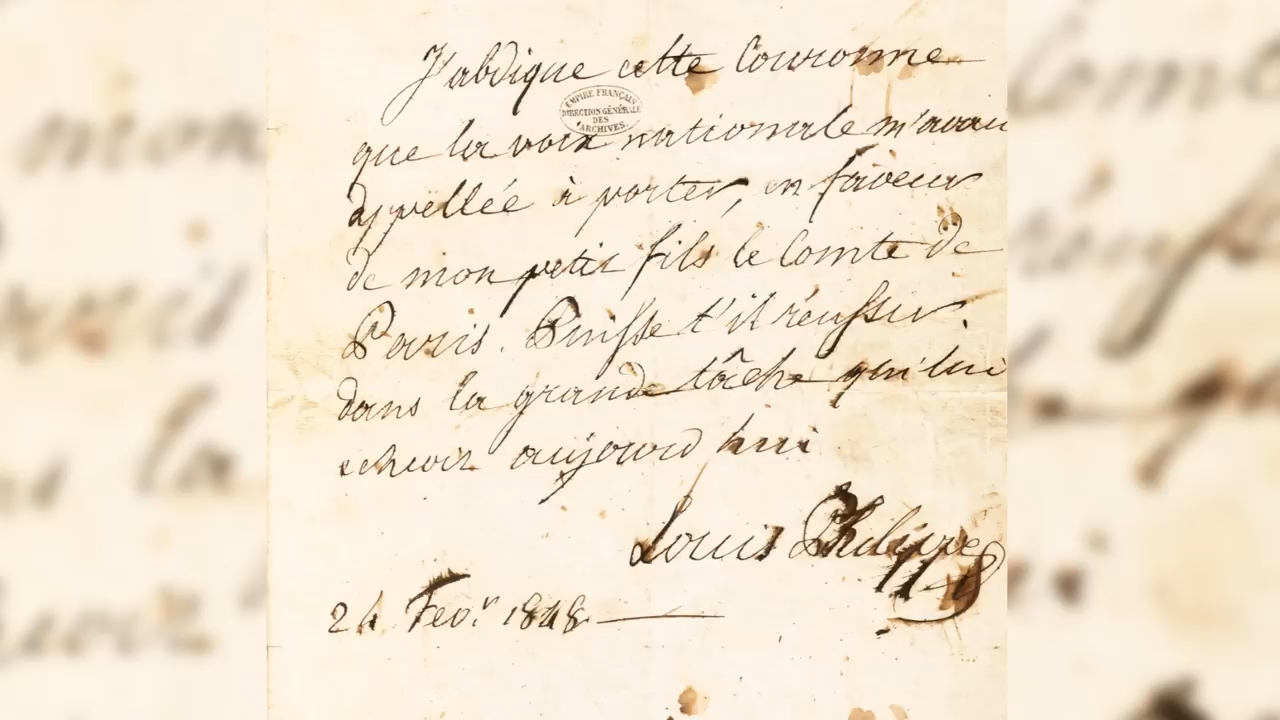 J'abdique cette Couronne
EMPIRE FRANÇAIS
DIRECTION GÉNÉRALE
DES
ARCHIVES
que la voix nationale m'avait
appellée à porter, en faveur
de mon petit fils le Comte de
Paris. Puisse t'il réussir
dans la grande tâche qui lui
echoit aujourd'hui
Louis Philippe
24 Fevr. 1848